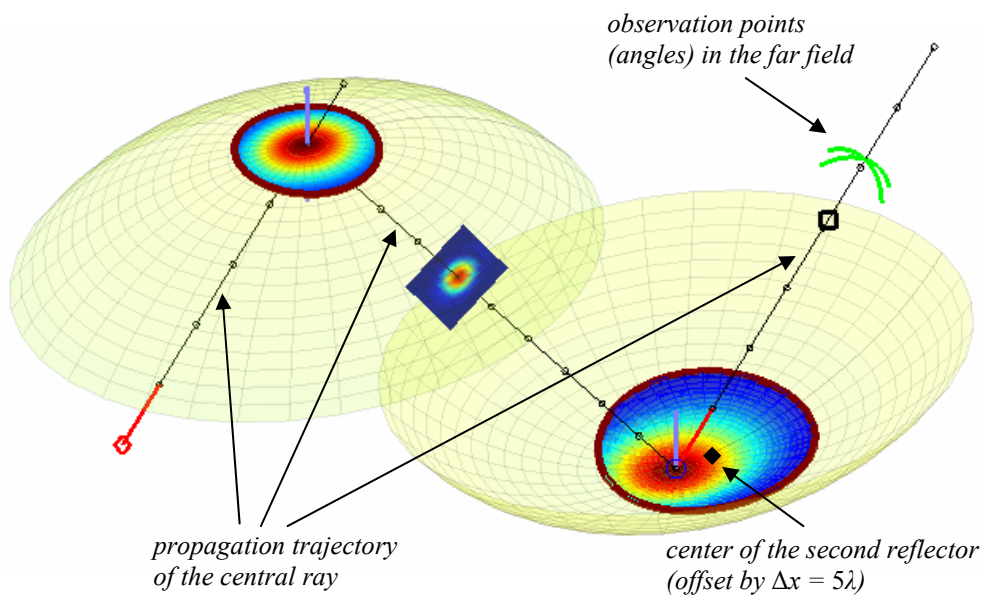 observation points
(angles) in the far field
propagation trajectory
of the central ray
center of the second reflector
(offset by Δx = 5λ)